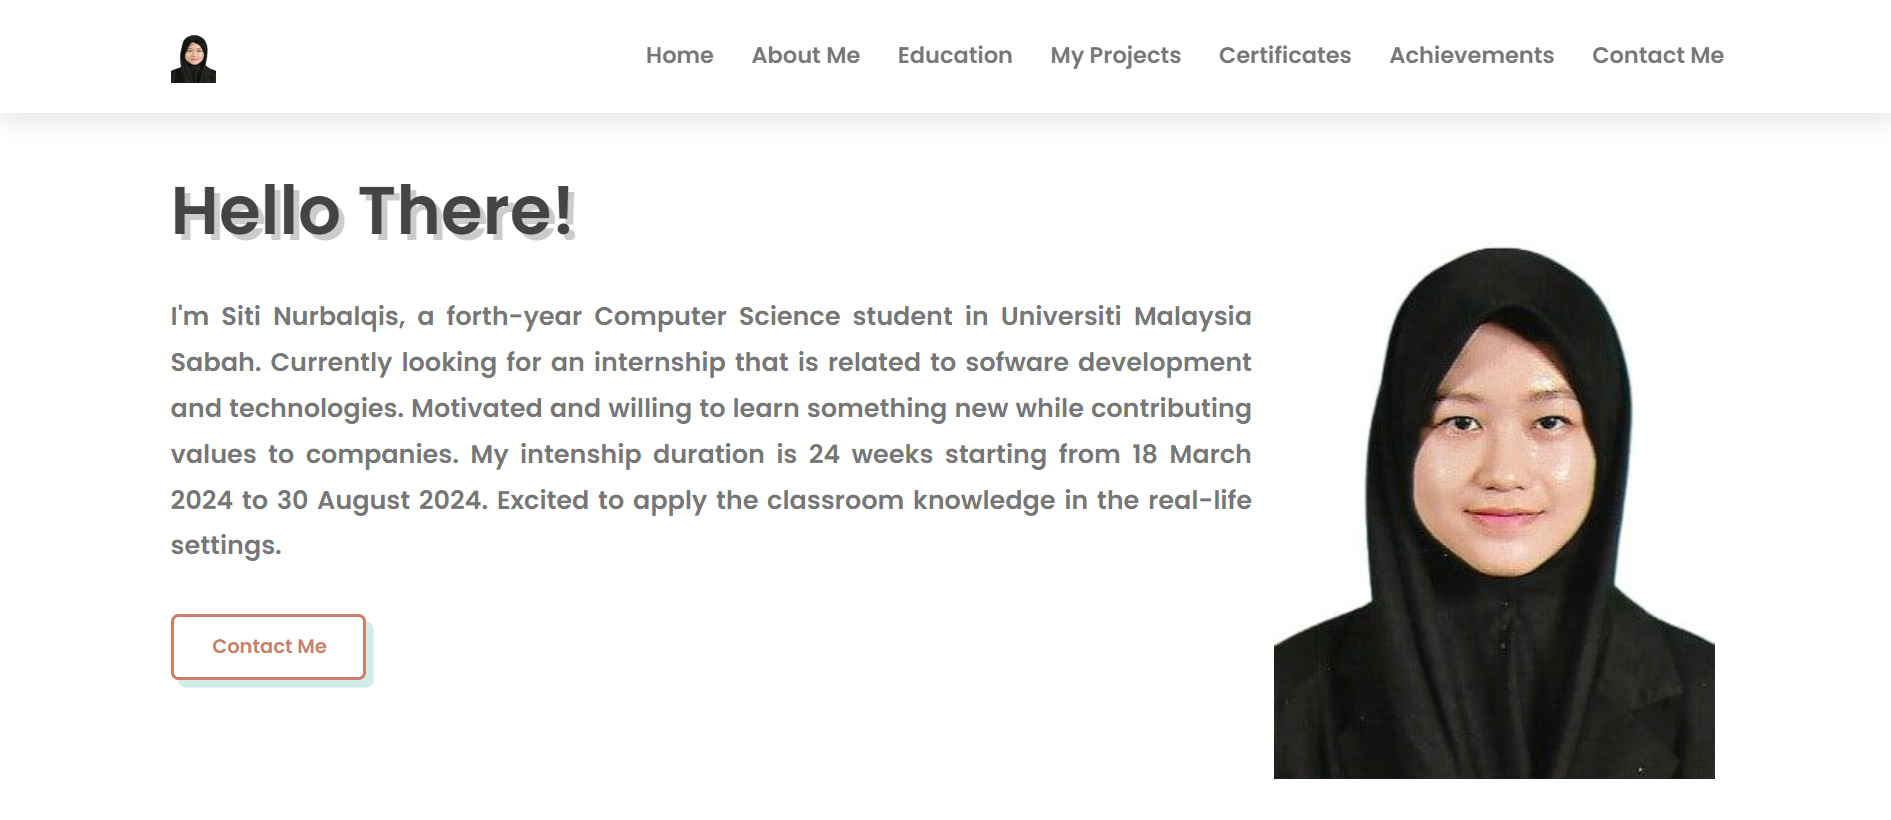 Home About Me Education My Projects Certificates Achievements Contact Me
Hello There!
I'm Siti Nurbalqis, a forth-year Computer Science student in Universiti Malaysia
Sabah. Currently looking for an internship that is related to sofware development
and technologies. Motivated and willing to learn something new while contributing
values to companies. My intenship duration is 24 weeks starting from 18 March
2024 to 30 August 2024. Excited to apply the classroom knowledge in the real-life
settings.
Contact Me